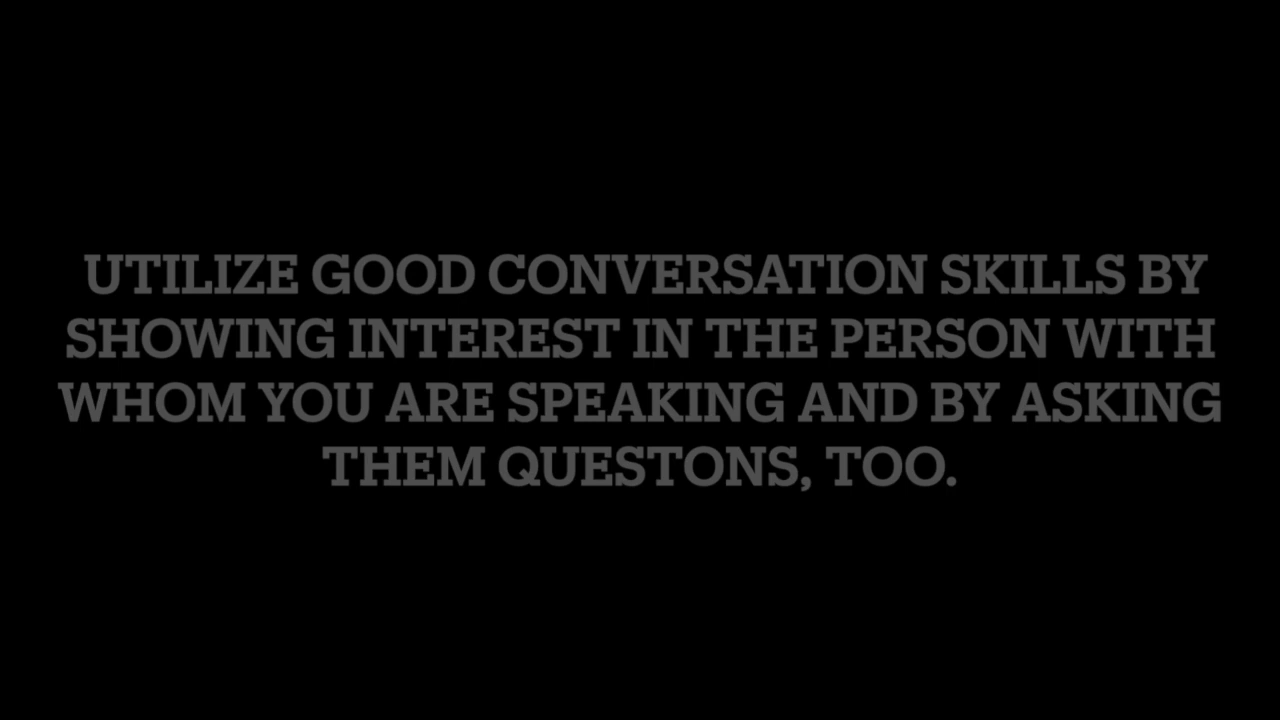 UTILIZE GOOD CONVERSATION SKILLS BY
SHOWING INTEREST IN THE PERSON WITH
WHOM YOU ARE SPEAKING AND BY ASKING
THEM QUESTONS, TOO.